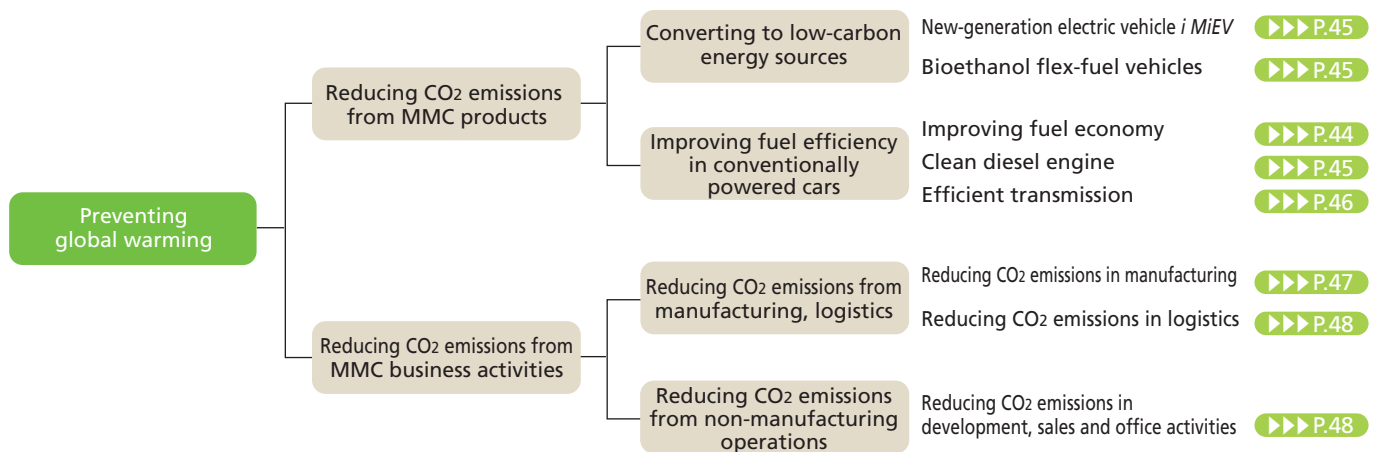 Preventing
global warming
Reducing CO2 emissions
from MMC products
Converting to low-carbon
energy sources
New-generation electric vehicle i MiEV ▶▶▶P.45
Bioethanol flex-fuel vehicles ▶▶▶P.45
Improving fuel efficiency
in conventionally
powered cars
Improving fuel economy ▶▶▶P.44
Clean diesel engine ▶▶▶P.45
Efficient transmission ▶▶▶P.46
Reducing CO2 emissions from
MMC business activities
Reducing CO2 emissions from
manufacturing, logistics
Reducing CO2 emissions in manufacturing ▶▶▶P.47
Reducing CO2 emissions in logistics ▶▶▶P.48
Reducing CO2 emissions
from non-manufacturing
operations
Reducing CO2 emissions in
development, sales and office activities ▶▶▶P.48